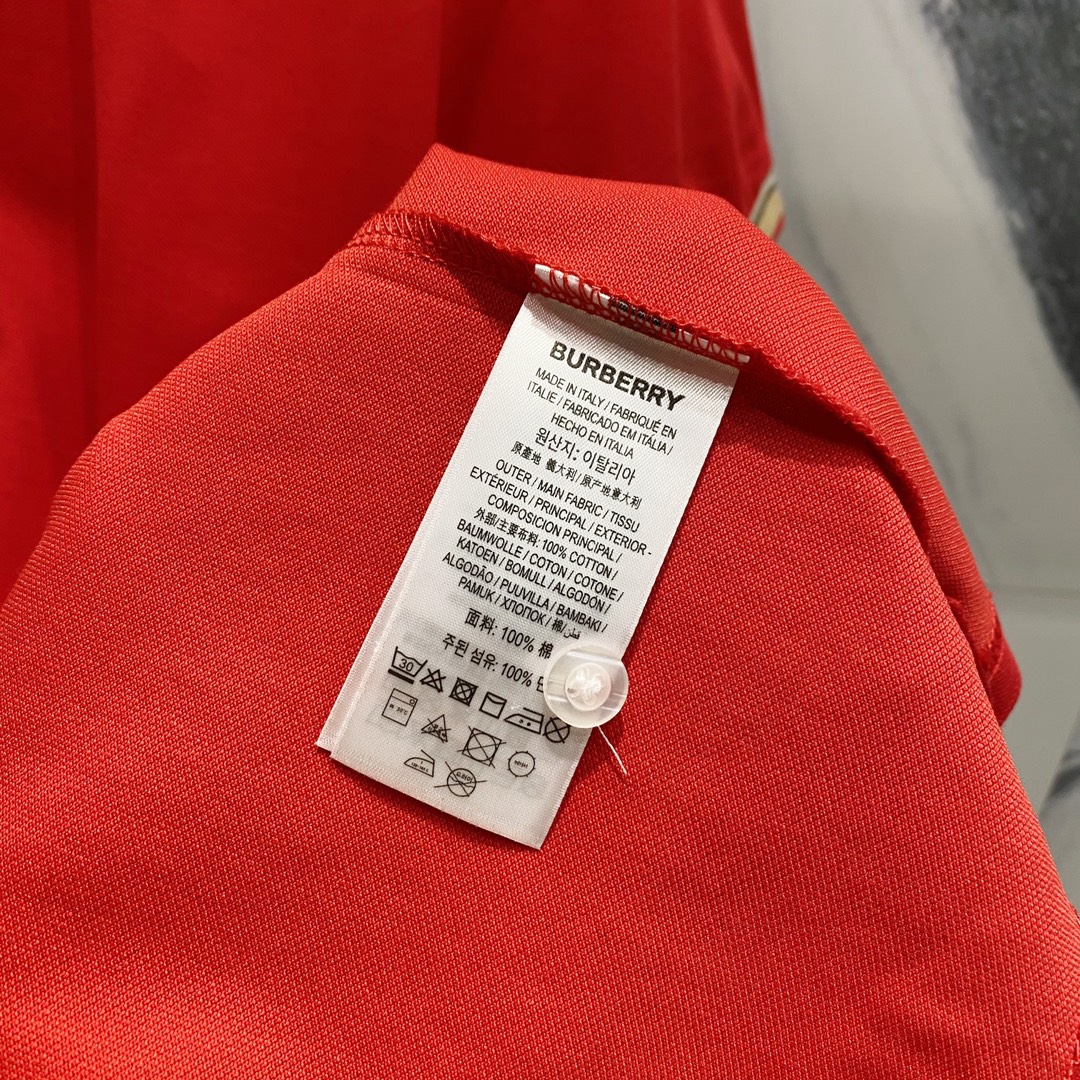 BURBERRY
MADE IN ITALY / FABRIQUÉ EN
ITALIE / FABRICADO EM ITÁLIA /
HECHO EN ITALIA
원산지: 이탈리아
原產地 義大利 / 原产地意大利
OUTER / MAIN FABRIC / TISSU
EXTÉRIEUR / PRINCIPAL / EXTERIOR -
COMPOSICION PRINCIPAL /
外部/主要布料: 100% COTTON /
BAUMWOLLE / COTON / COTONE /
KATOEN / BOMULL / ALGODÓN /
ALGODÃO / PUUVILLA / BAMBAKI /
PAMUK / ХЛОПОК / 棉 / قطن
面料: 100% 棉
주된 섬유: 100%
30